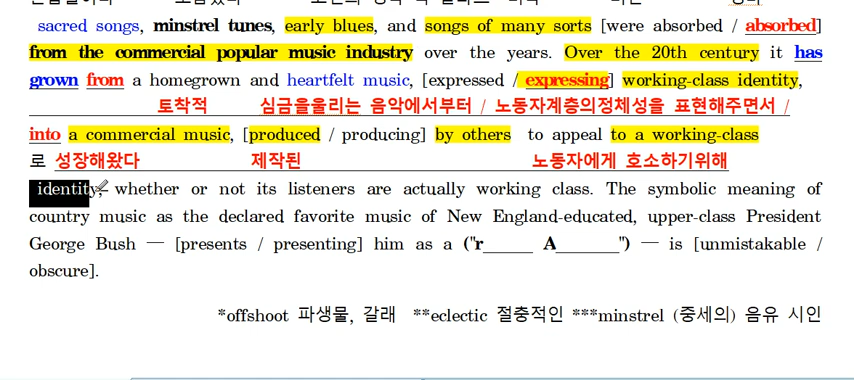 sacred songs, minstrel tunes, early blues, and songs of many sorts [were absorbed / absorbed]
from the commercial popular music industry over the years. Over the 20th century it has
grown from a homegrown and heartfelt music, [expressed / expressing] working-class identity,
토착적 심금을울리는 음악에서부터 / 노동자계층의정체성을 표현해주면서 /
into a commercial music, [produced / producing] by others to appeal to a working-class
로 성장해왔다 제작된 노동자에게 호소하기위해
identity, whether or not its listeners are actually working class. The symbolic meaning of
country music as the declared favorite music of New England-educated, upper-class President
George Bush — [presents / presenting] him as a ("r_____ A_______") — is [unmistakable /
obscure].
*offshoot 파생물, 갈래 **eclectic 절충적인 ***minstrel (중세의) 음유 시인